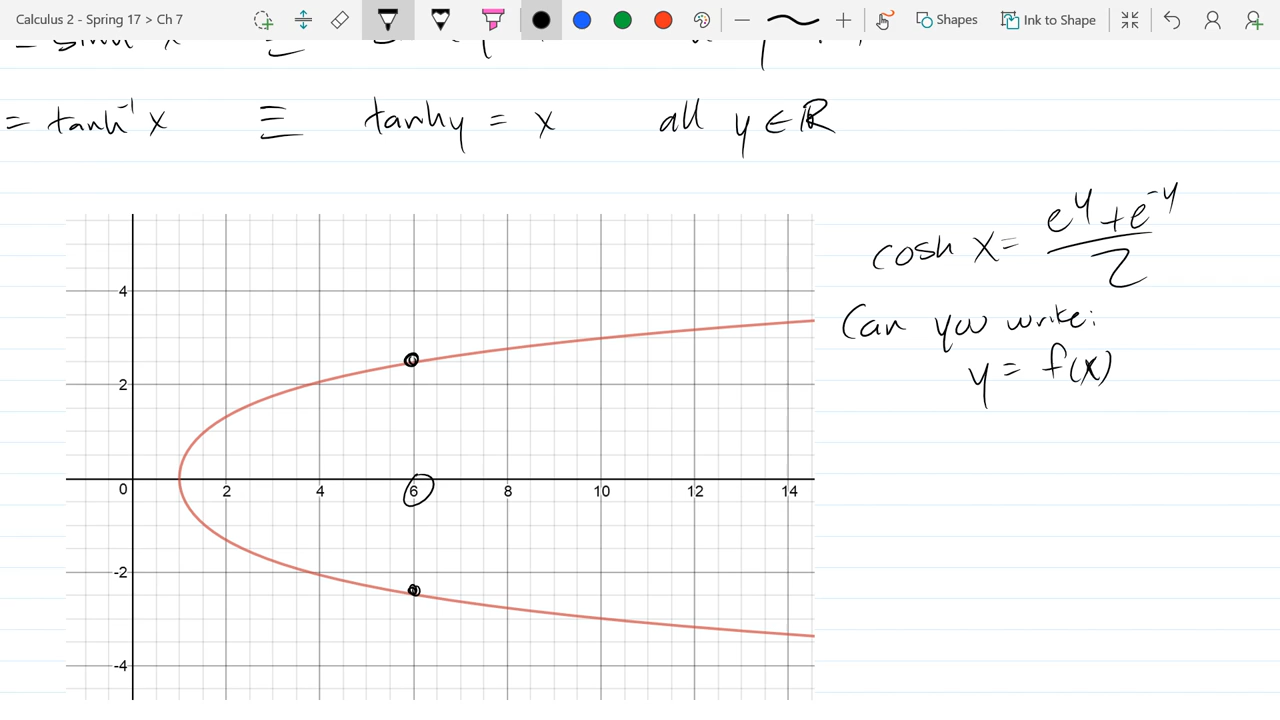 Calculus 2 - Spring 17 > Ch 7
Shapes
Ink to Shape
= tanh⁻¹ x ≡ tanhy = x all y ∈ ℝ
cosh x = (e^y + e^-y)/2
Can you write:
y = f(x)
4
2
0 2 4 6 8 10 12 14
-2
-4